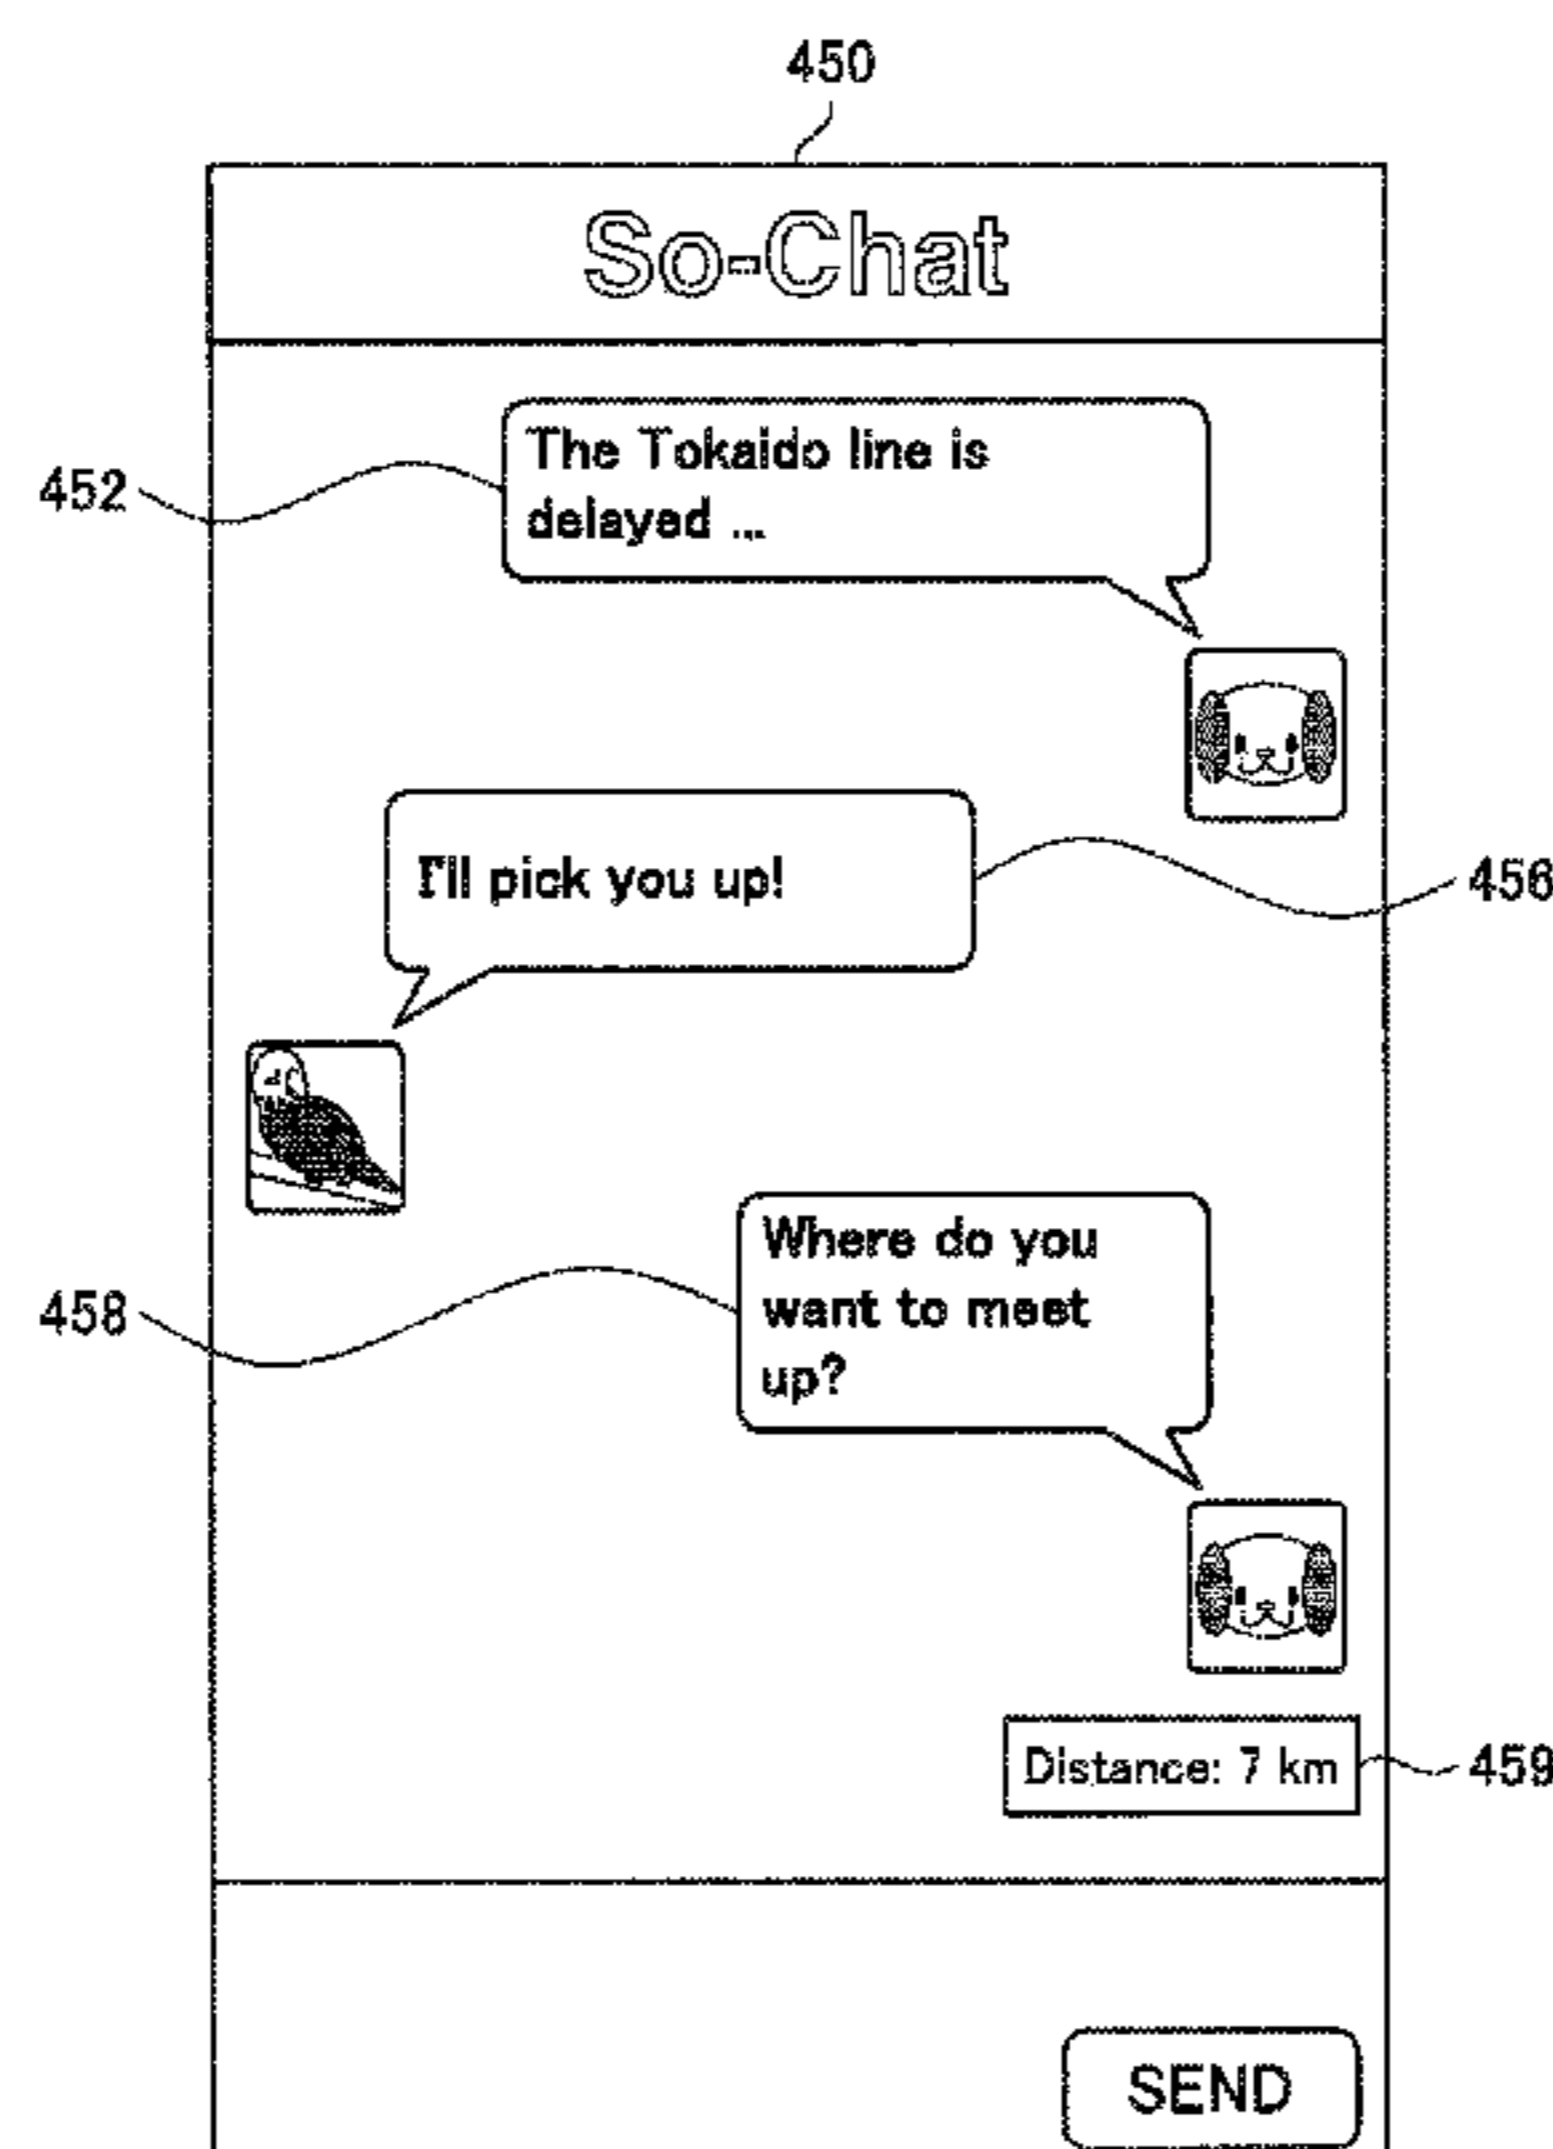 450
So-Chat
The Tokaido line is
delayed ...
452
I'll pick you up!
456
Where do you
want to meet
up?
458
Distance: 7 km
459
SEND